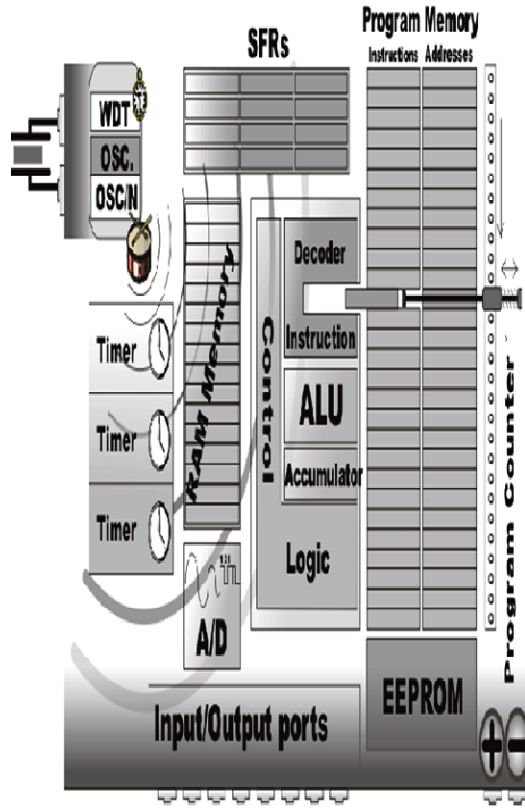 Program Memory
Instructions Addresses
SFRs
WDT
OSC.
OSC/N
Decoder
Instruction
Control
ALU
Accumulator
Logic
RAM Memory
Timer
Timer
Timer
A/D
Program Counter
EEPROM
Input/Output ports
+ −